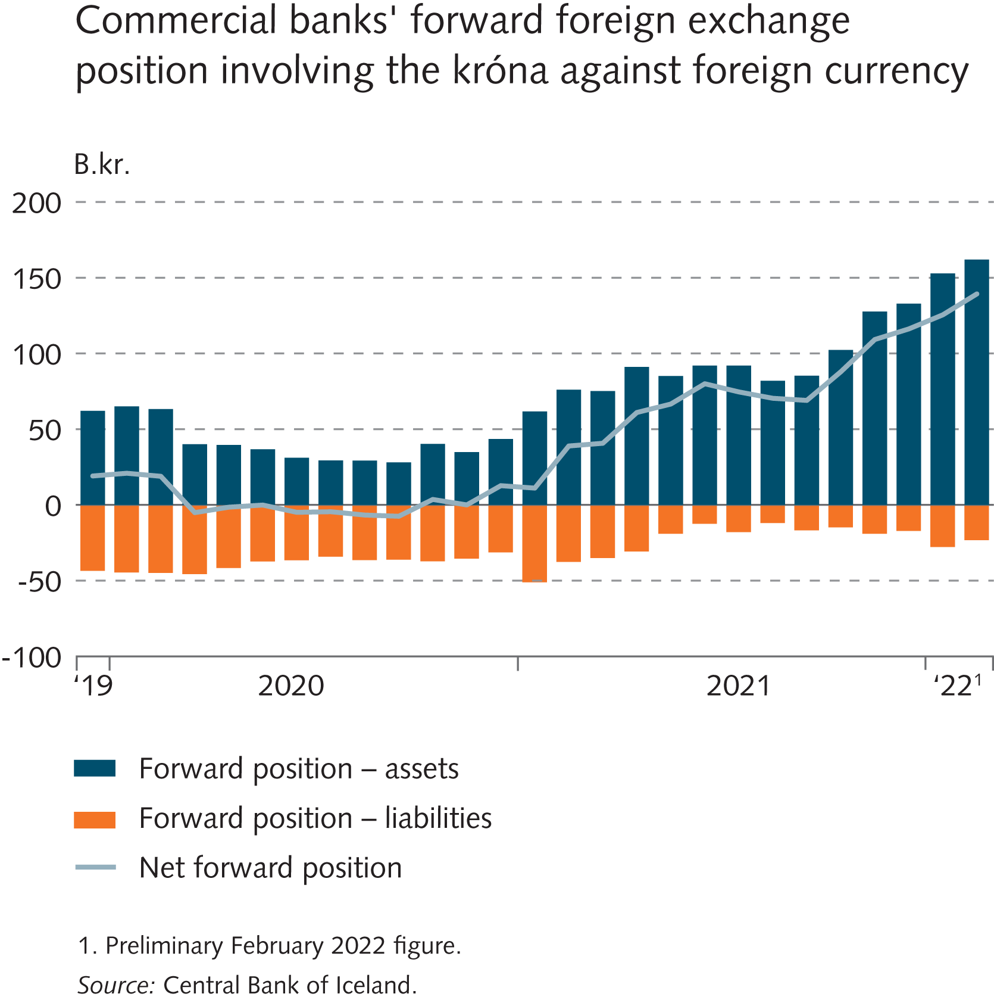 Commercial banks' forward foreign exchange
position involving the króna against foreign currency
B.kr.
200
150
100
50
0
-50
-100
‘19 2020 2021 ‘22¹
Forward position – assets
Forward position – liabilities
Net forward position
1. Preliminary February 2022 figure.
Source: Central Bank of Iceland.